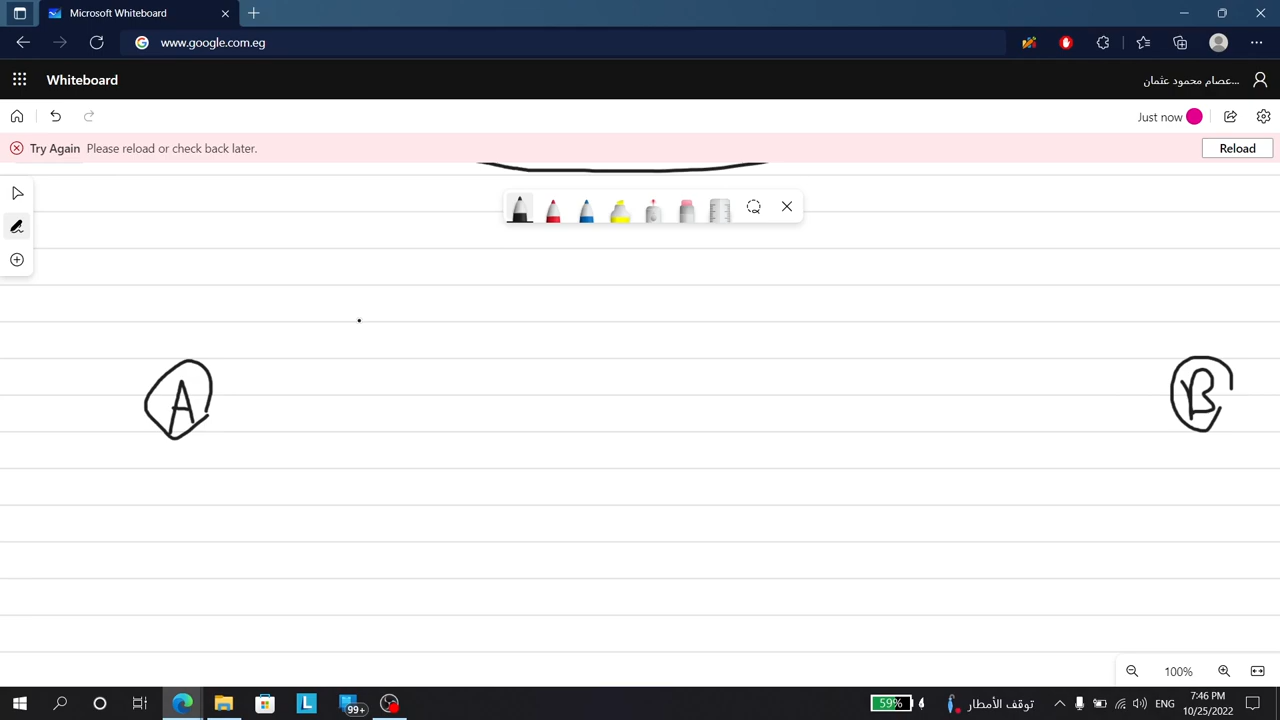 Microsoft Whiteboard
www.google.com.eg
Whiteboard
عصام محمود عثمان...
Just now
Try Again Please reload or check back later.
Reload
A
B
100%
L
99+
59%
توقف الأمطار
ENG
7:46 PM
10/25/2022